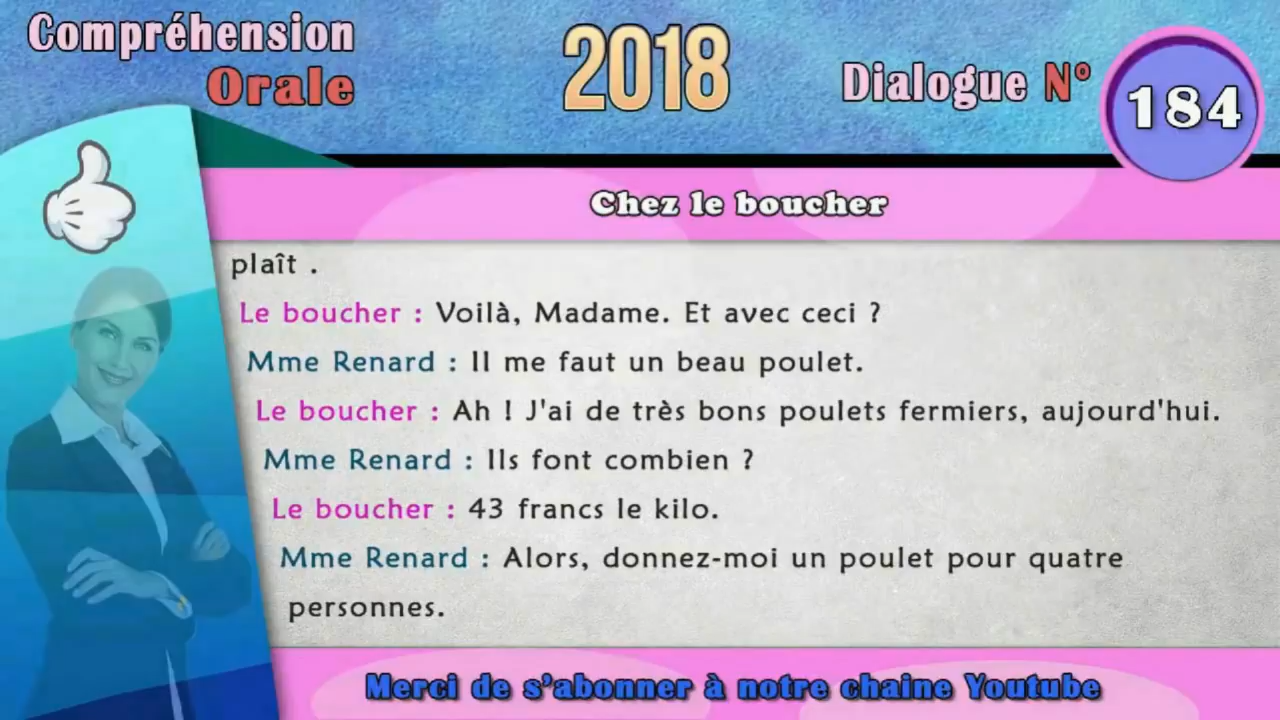 Compréhension
Orale
2018
Dialogue N°
184
Chez le boucher
plaît .
Le boucher : Voilà, Madame. Et avec ceci ?
Mme Renard : Il me faut un beau poulet.
Le boucher : Ah ! J'ai de très bons poulets fermiers, aujourd'hui.
Mme Renard : Ils font combien ?
Le boucher : 43 francs le kilo.
Mme Renard : Alors, donnez-moi un poulet pour quatre
personnes.
Merci de s'abonner à notre chaine Youtube